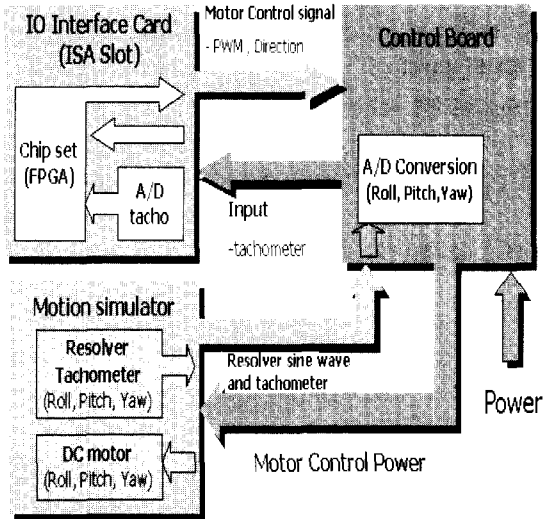 IO Interface Card
(ISA Slot)
Chip set
(FPGA)
A/D
tacho
Motor Control signal
- PWM , Direction
Input
-tachometer
Control Board
A/D Conversion
(Roll, Pitch,Yaw)
Motion simulator
Resolver
Tachometer
(Roll, Pitch, Yaw)
DC motor
(Roll, Pitch, Yaw)
Resolver sine wave
and tachometer
Motor Control Power
Power